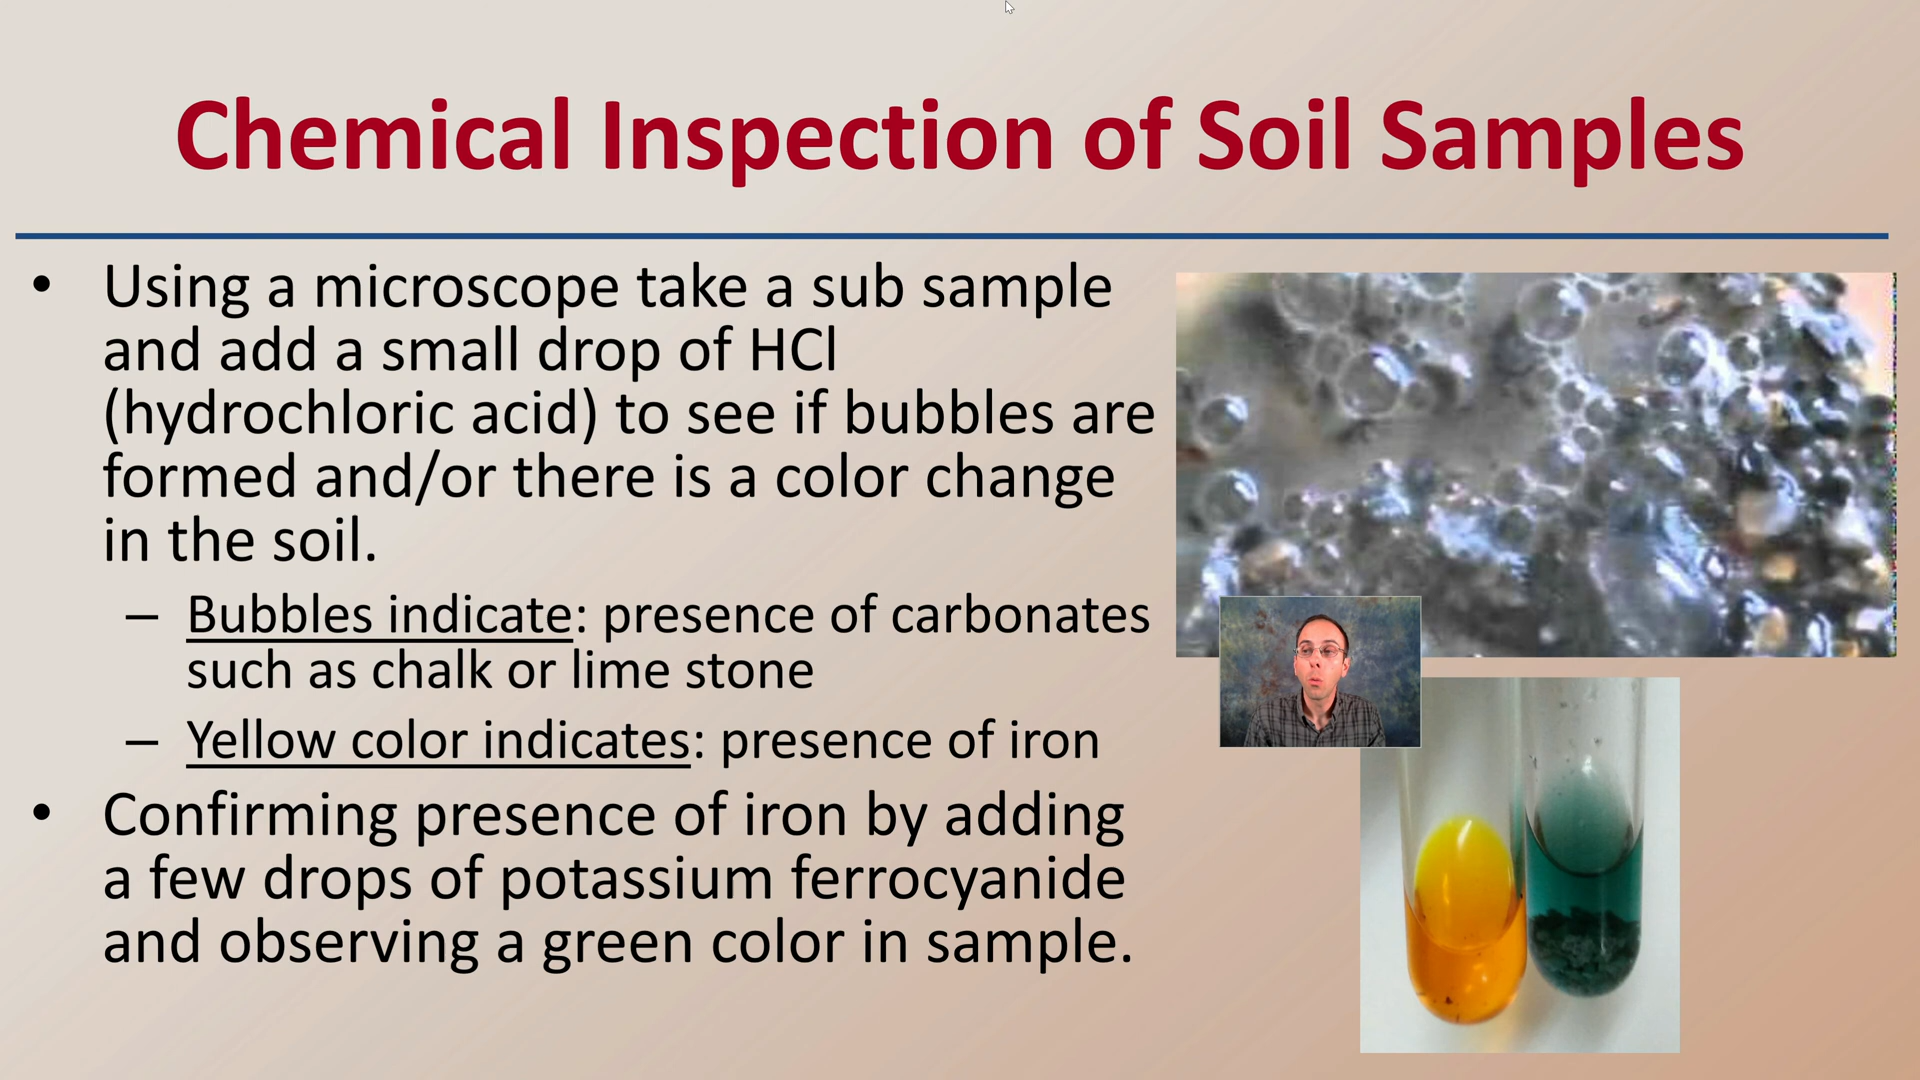 Chemical Inspection of Soil Samples
• Using a microscope take a sub sample
and add a small drop of HCl
(hydrochloric acid) to see if bubbles are
formed and/or there is a color change
in the soil.
– Bubbles indicate: presence of carbonates
such as chalk or lime stone
– Yellow color indicates: presence of iron
• Confirming presence of iron by adding
a few drops of potassium ferrocyanide
and observing a green color in sample.